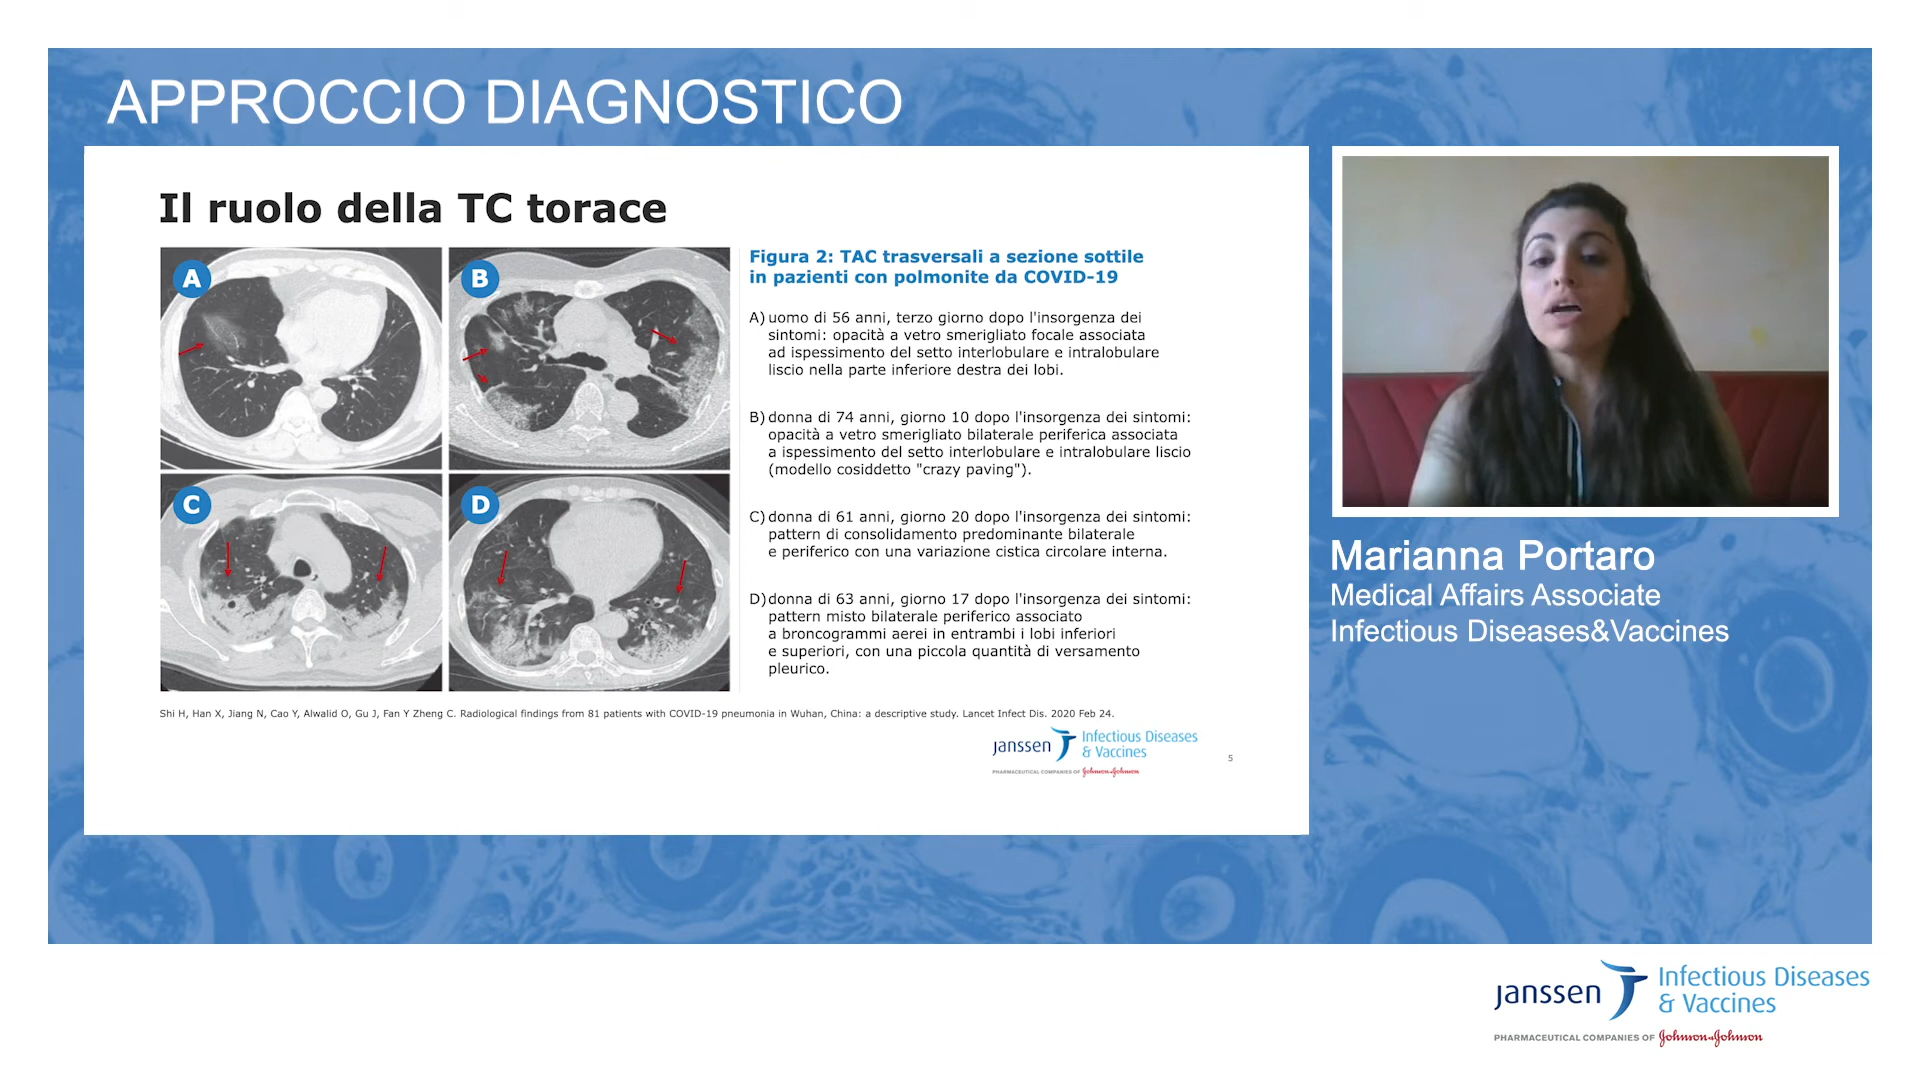 APPROCCIO DIAGNOSTICO
Il ruolo della TC torace
A
B
C
D
Figura 2: TAC trasversali a sezione sottile
in pazienti con polmonite da COVID-19
A) uomo di 56 anni, terzo giorno dopo l'insorgenza dei
sintomi: opacità a vetro smerigliato focale associata
ad ispessimento del setto interlobulare e intralobulare
liscio nella parte inferiore destra dei lobi.
B) donna di 74 anni, giorno 10 dopo l'insorgenza dei sintomi:
opacità a vetro smerigliato bilaterale periferica associata
a ispessimento del setto interlobulare e intralobulare liscio
(modello cosiddetto "crazy paving").
C) donna di 61 anni, giorno 20 dopo l'insorgenza dei sintomi:
pattern di consolidamento predominante bilaterale
e periferico con una variazione cistica circolare interna.
D) donna di 63 anni, giorno 17 dopo l'insorgenza dei sintomi:
pattern misto bilaterale periferico associato
a broncogrammi aerei in entrambi i lobi inferiori
e superiori, con una piccola quantità di versamento
pleurico.
Shi H, Han X, Jiang N, Cao Y, Alwalid O, Gu J, Fan Y Zheng C. Radiological findings from 81 patients with COVID-19 pneumonia in Wuhan, China: a descriptive study. Lancet Infect Dis. 2020 Feb 24.
janssen
Infectious Diseases
& Vaccines
PHARMACEUTICAL COMPANIES OF Johnson & Johnson
5
Marianna Portaro
Medical Affairs Associate
Infectious Diseases&Vaccines
janssen
Infectious Diseases
& Vaccines
PHARMACEUTICAL COMPANIES OF Johnson & Johnson